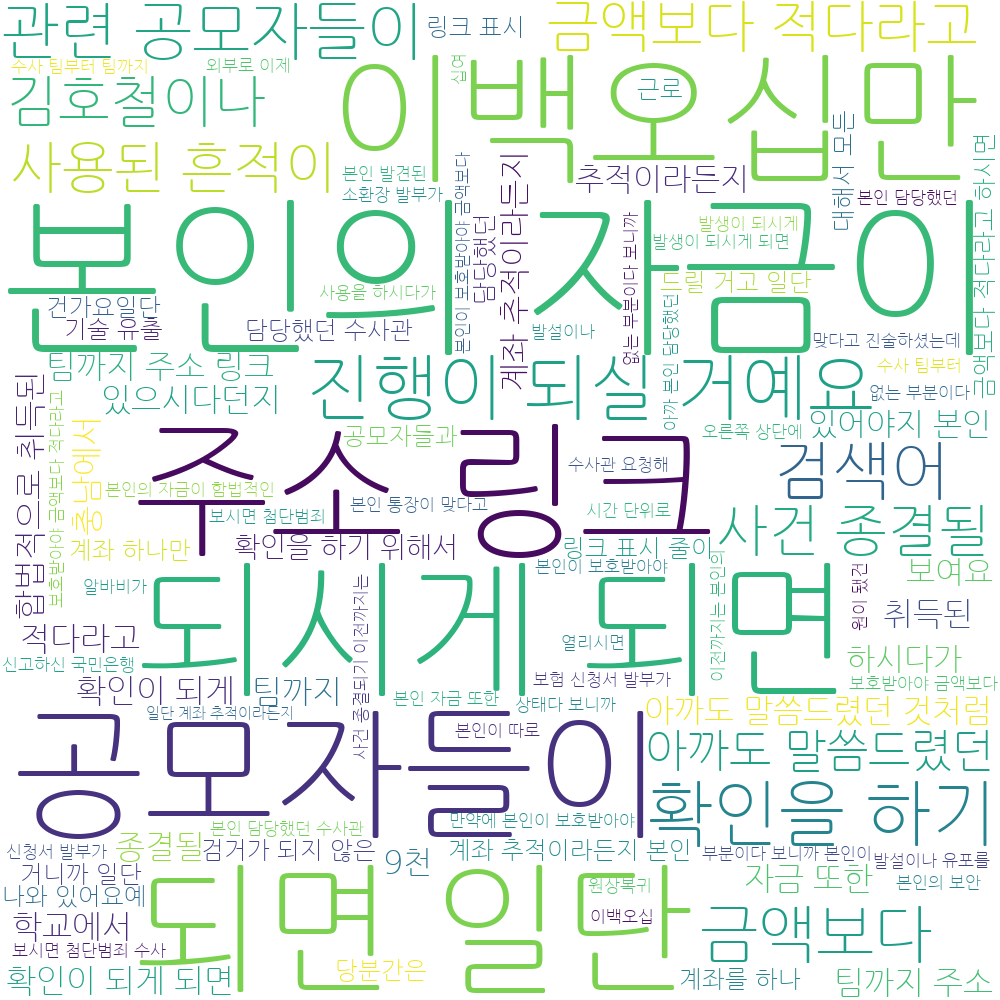 관련 공모자들이
링크 표시
금액보다 적다라고
수사 팀부터 팀까지
외부로 이제
십여
이백오십만
근로
김호철이나
사용된 흔적이
본인 발견된
소환장 발부가
추적이라든지
대해서 모든
본인 담당했던
본인의 자금이
본인이 보호받아야 금액보다
담당했던
계좌 추적이라든지
발생이 되시게
발생이 되시게 되면
없는 부분이다 보니까
드릴 거고 일단
금액보다 적다라고 하시면
사용을 하시다가
건가요일단
기술 유출
담당했던 수사관
발설이나
아까 본인 담당했던
맞다고 진술하셨는데
팀까지 주소 링크
진행이 되실 거예요
수사 팀부터
없는 부분이다
있으시다던지
합법적으로 취득된
보호받아야 금액보다 적다라고
충남에서
공모자들과
오른쪽 상단에
있어야지 본인
주소 링크
검색어
수사관 요청해
본인의 자금이 합법적인
본인 통장이 맞다고
시간 단위로
보시면 첨단범죄
사건 종결될
계좌 하나만
확인을 하기 위해서
링크 표시 줄이
본인이 보호받아야
이전까지는 본인의
보여요
알바비가
되시게 되면
사건 종결되기 이전까지는
원이 됐건
취득된
적다라고
열리시면
하시다가
신고하신 국민은행
보험 신청서 발부가
보호받아야 금액보다
확인이 되게
팀까지
본인 자금 또한
상태다 보니까
일단 계좌 추적이라든지
아까도 말씀드렸던 것처럼
공모자들이
본인이 따로
아까도 말씀드렸던
확인을 하기
본인 담당했던 수사관
만약에 본인이 보호받아야
신청서 발부가
종결될
검거가 되지 않은
9천
계좌 추적이라든지 본인
부분이다 보니까 본인이
발설이나 유포를
거니까 일단
되면 일단
자금 또한
본인의 보안
나와 있어요예
원상복귀
이백오십
금액보다
학교에서
보시면 첨단범죄 수사
당분간은
확인이 되게 되면
계좌를 하나
팀까지 주소